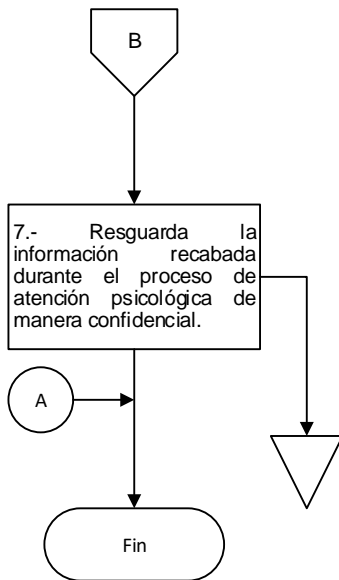 B
7.- Resguarda la
información recabada
durante el proceso de
atención psicológica de
manera confidencial.
A
Fin